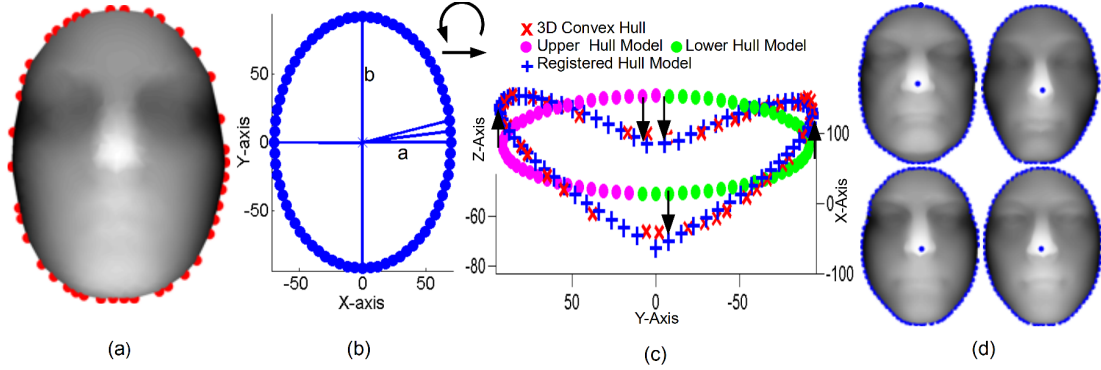 50
0
-50
Y-axis
b
a
-50 0 50
X-axis
3D Convex Hull
Upper Hull Model
Lower Hull Model
Registered Hull Model
Z-Axis
-60
-80
50 0 -50
Y-Axis
100
0
-100
X-Axis
(a)
(b)
(c)
(d)